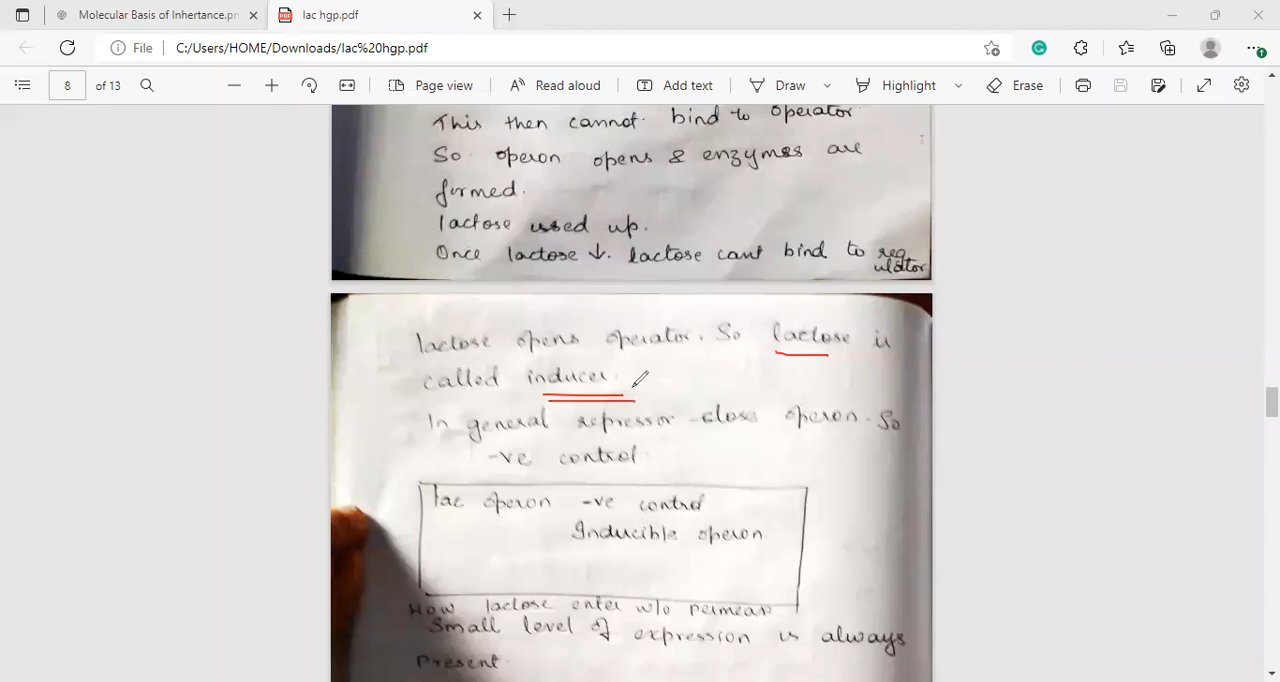 Molecular Basis of Inhertance.pr
lac hgp.pdf
File C:/Users/HOME/Downloads/lac%20hgp.pdf
8 of 13 Page view Read aloud Add text Draw Highlight Erase
This then cannot bind to operator
So operon opens & enzymes are
formed.
lactose used up.
Once lactose ↓. lactose cant bind to reg
ulator
lactose opens operator. So lactose is
called inducer.
In general repressor close operon. So
-ve control
lac operon -ve control
Inducible operon
How lactose enter w/o permeas
Small level of expression is always
present.